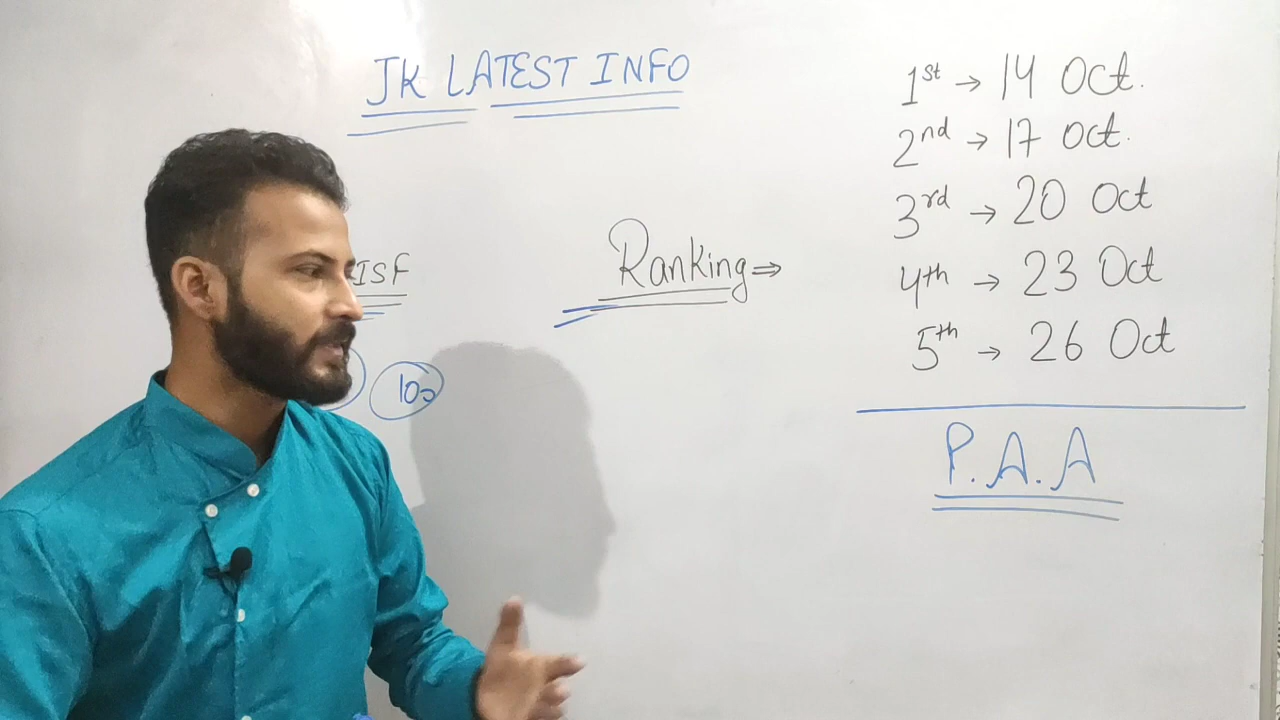 JK LATEST INFO
ISF
100
Ranking ⇒
1st → 14 Oct.
2nd → 17 Oct.
3rd → 20 Oct
4th → 23 Oct
5th → 26 Oct
P.A.A